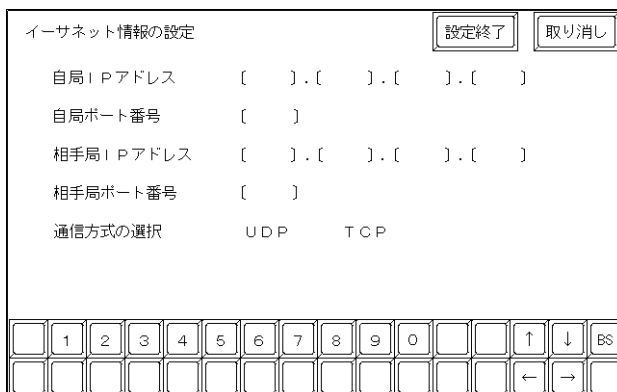 イーサネット情報の設定 設定終了 取り消し
自局ＩＰアドレス 〔 〕．〔 〕．〔 〕．〔 〕
自局ポート番号 〔 〕
相手局ＩＰアドレス 〔 〕．〔 〕．〔 〕．〔 〕
相手局ポート番号 〔 〕
通信方式の選択 ＵＤＰ ＴＣＰ
1 2 3 4 5 6 7 8 9 0 ↑ ↓ BS
← →